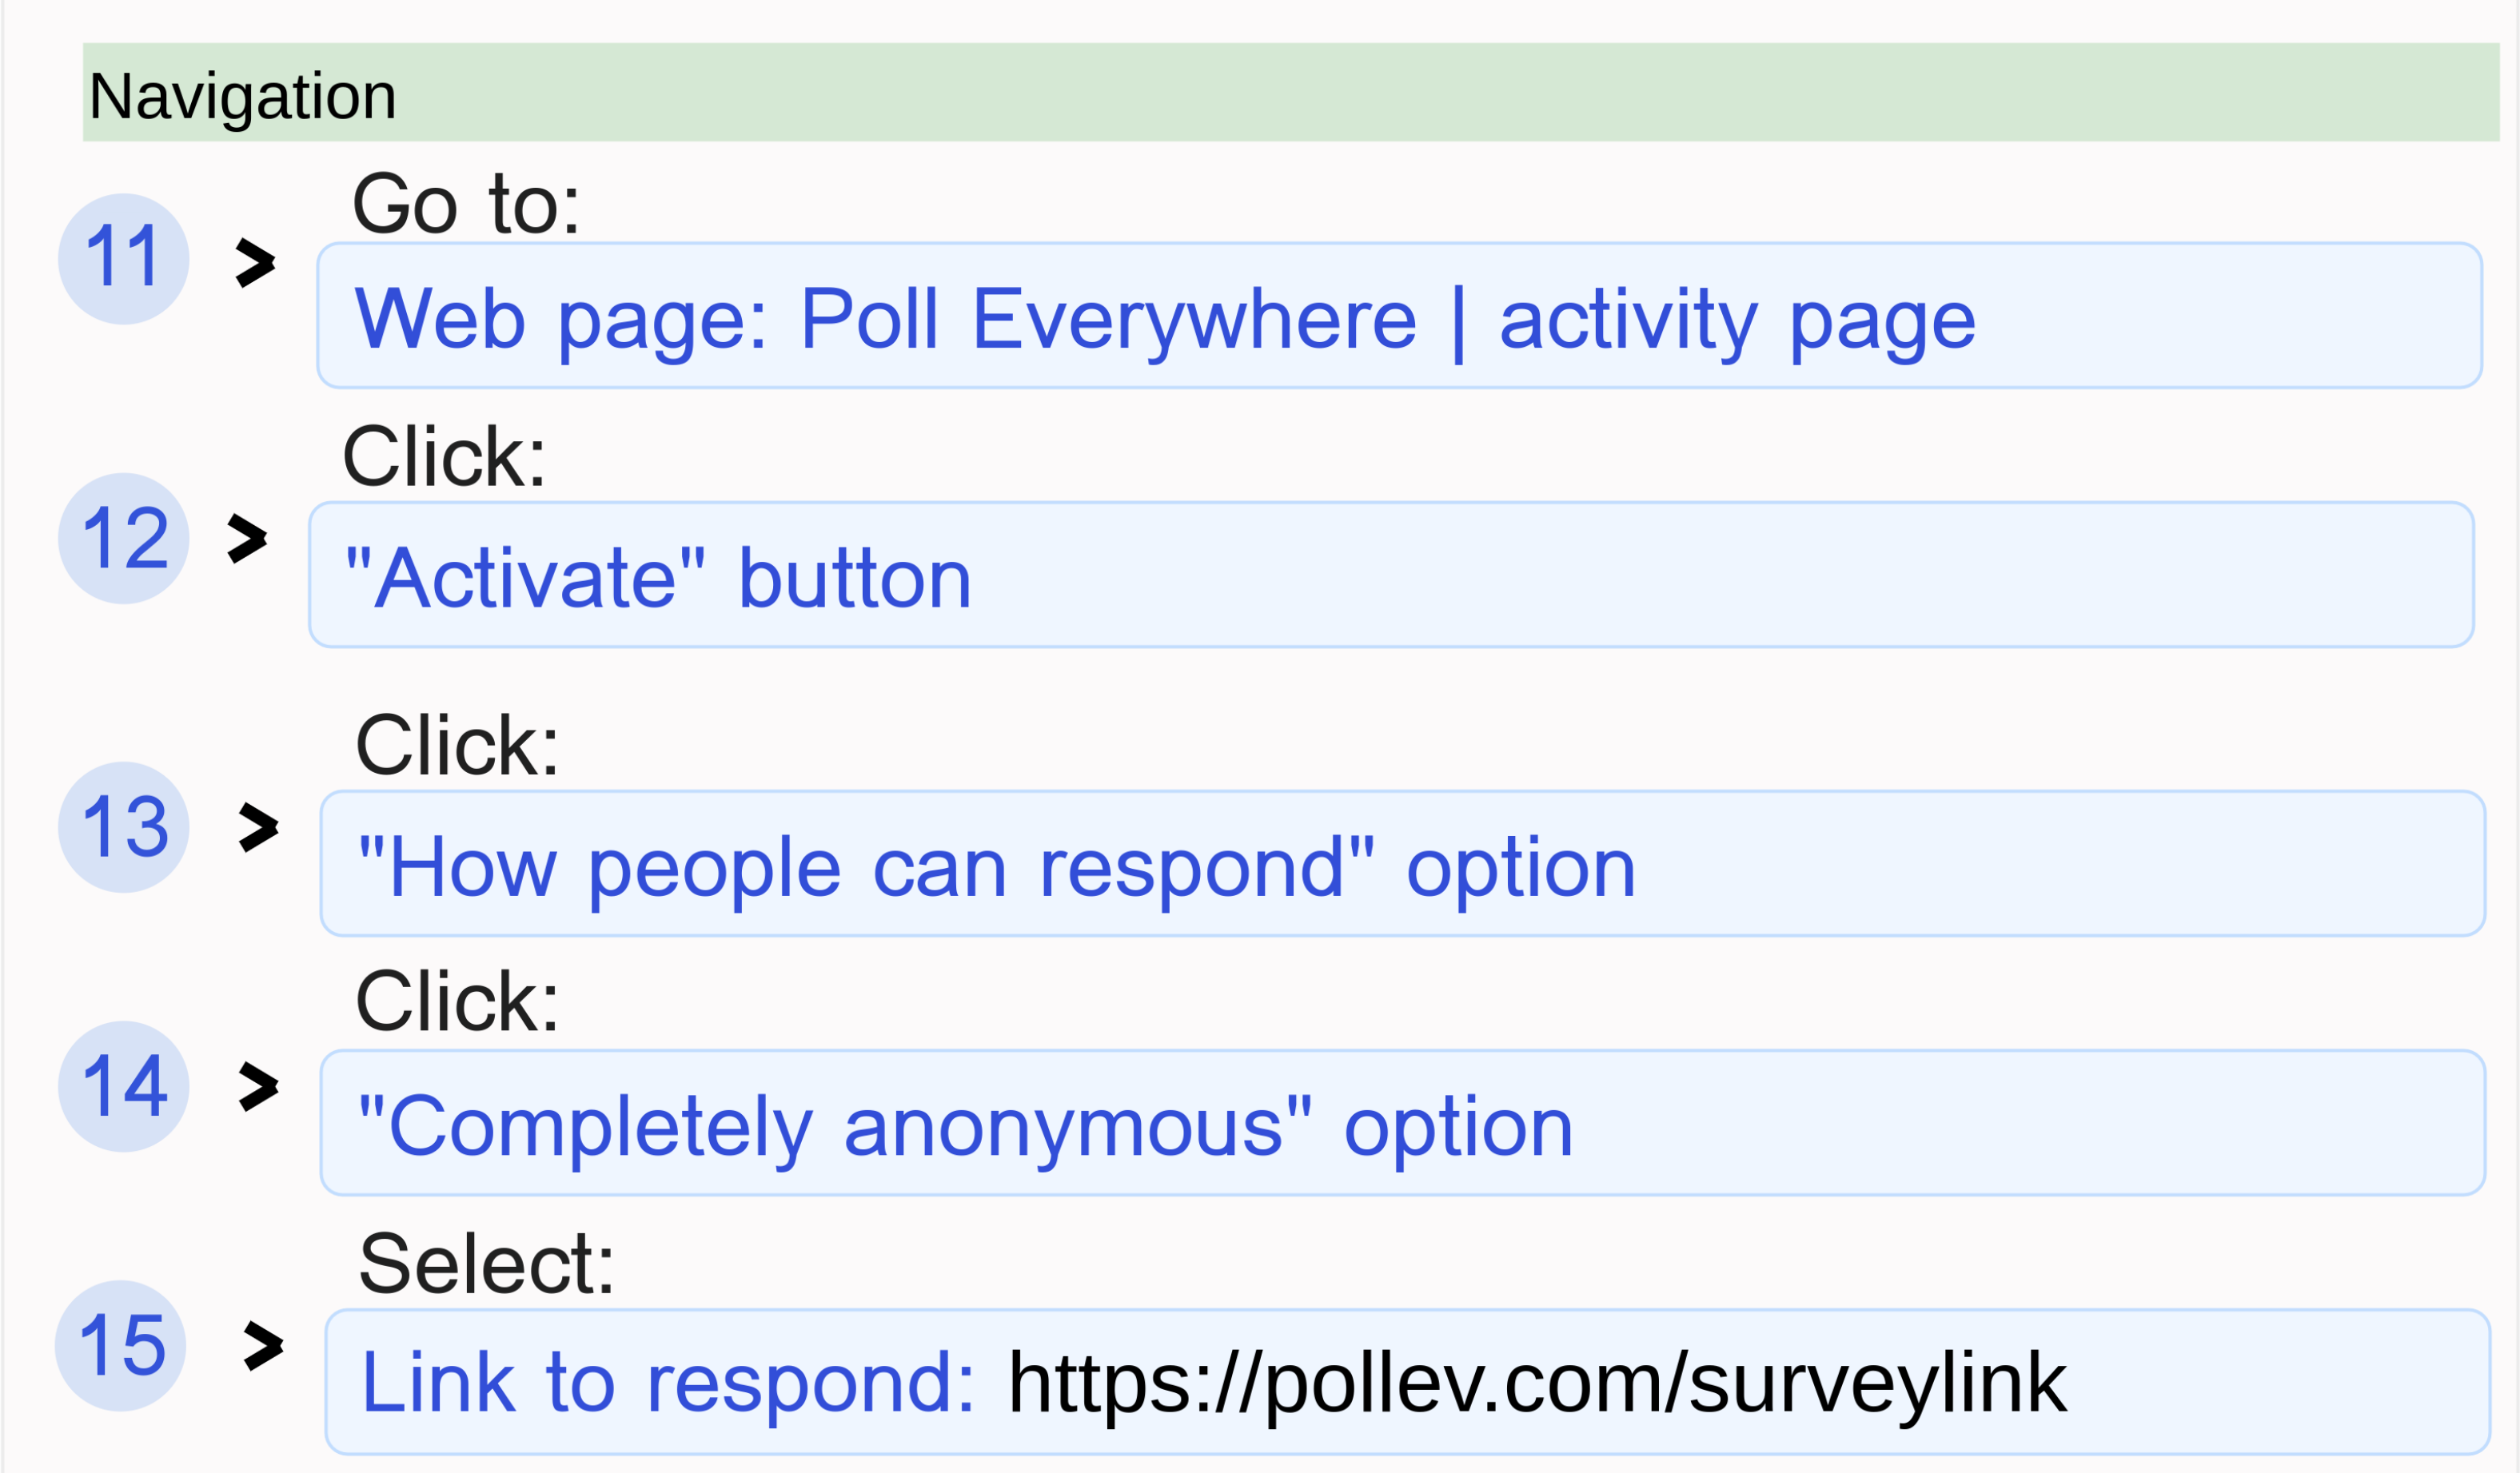 Navigation
Go to:
11 > Web page: Poll Everywhere | activity page
Click:
12 > "Activate" button
Click:
13 > "How people can respond" option
Click:
14 > "Completely anonymous" option
Select:
15 > Link to respond: https://pollev.com/surveylink